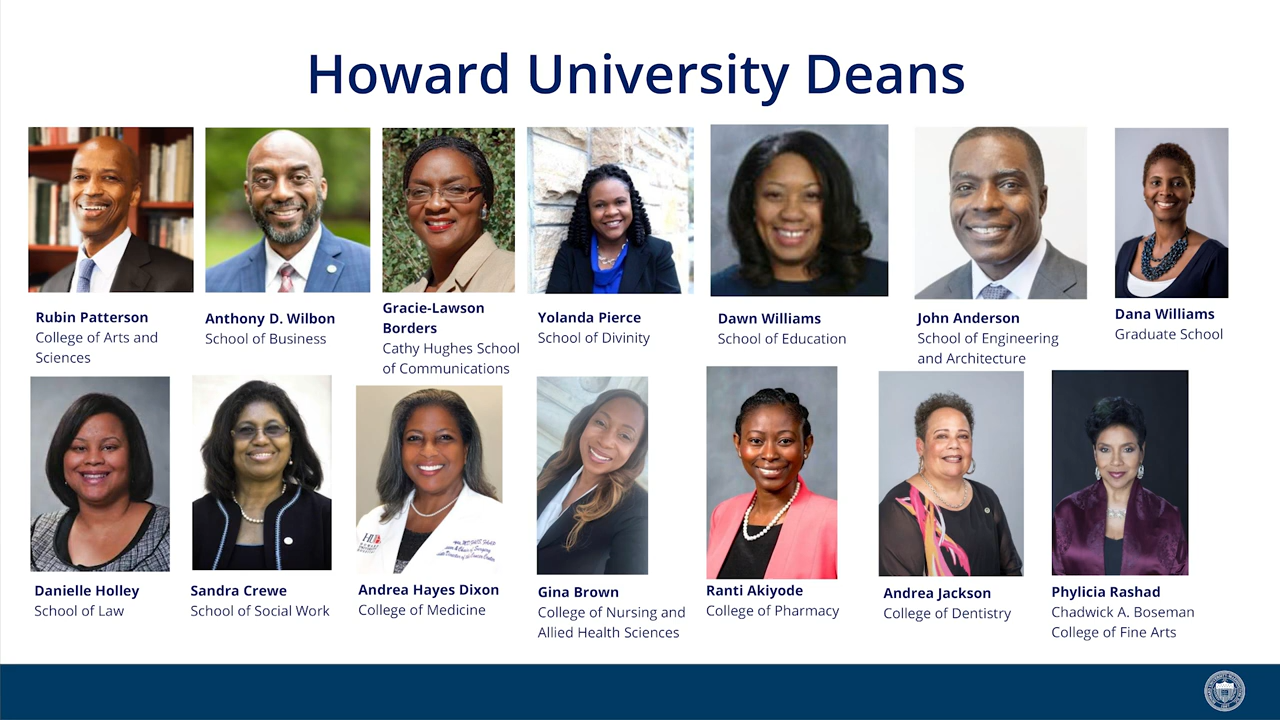 Howard University Deans
Rubin Patterson
College of Arts and
Sciences
Anthony D. Wilbon
School of Business
Gracie-Lawson
Borders
Cathy Hughes School
of Communications
Yolanda Pierce
School of Divinity
Dawn Williams
School of Education
John Anderson
School of Engineering
and Architecture
Dana Williams
Graduate School
Danielle Holley
School of Law
Sandra Crewe
School of Social Work
Andrea Hayes Dixon
College of Medicine
Gina Brown
College of Nursing and
Allied Health Sciences
Ranti Akiyode
College of Pharmacy
Andrea Jackson
College of Dentistry
Phylicia Rashad
Chadwick A. Boseman
College of Fine Arts